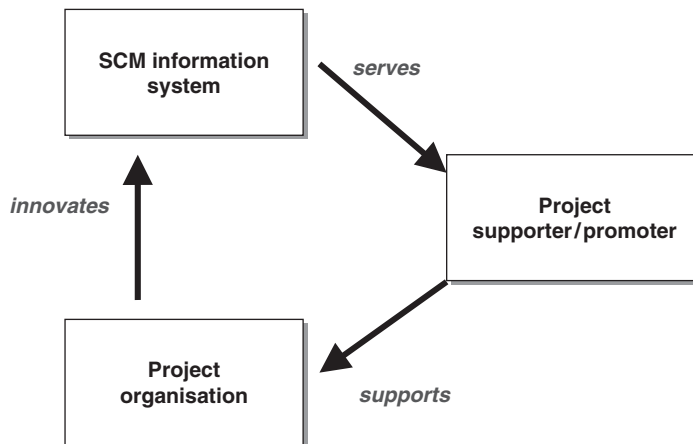 SCM information
system
serves
innovates
Project
supporter/promoter
Project
organisation
supports